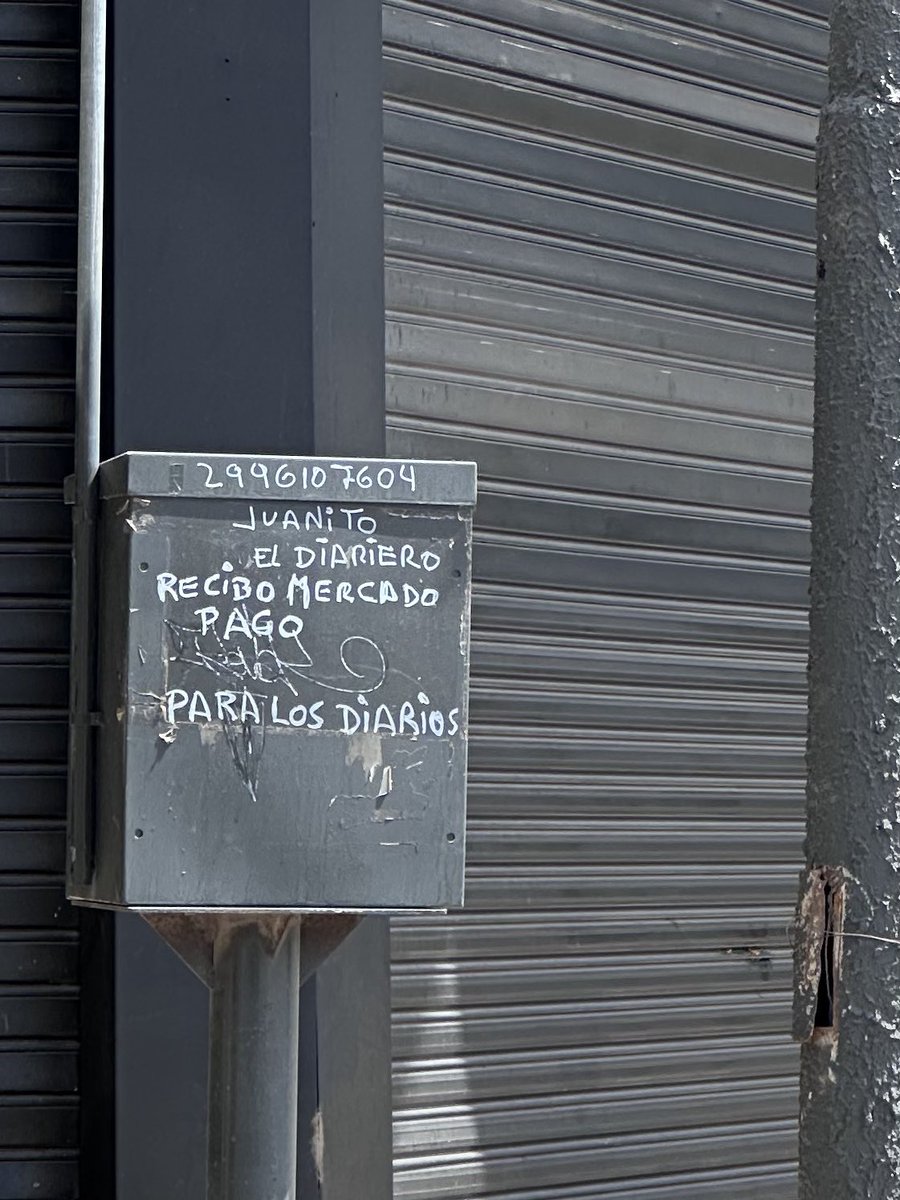 2996107604
JUANiTO
EL DiARiERO
RECiBO MERCADO
PAGO
PARA LOS DiARiOS